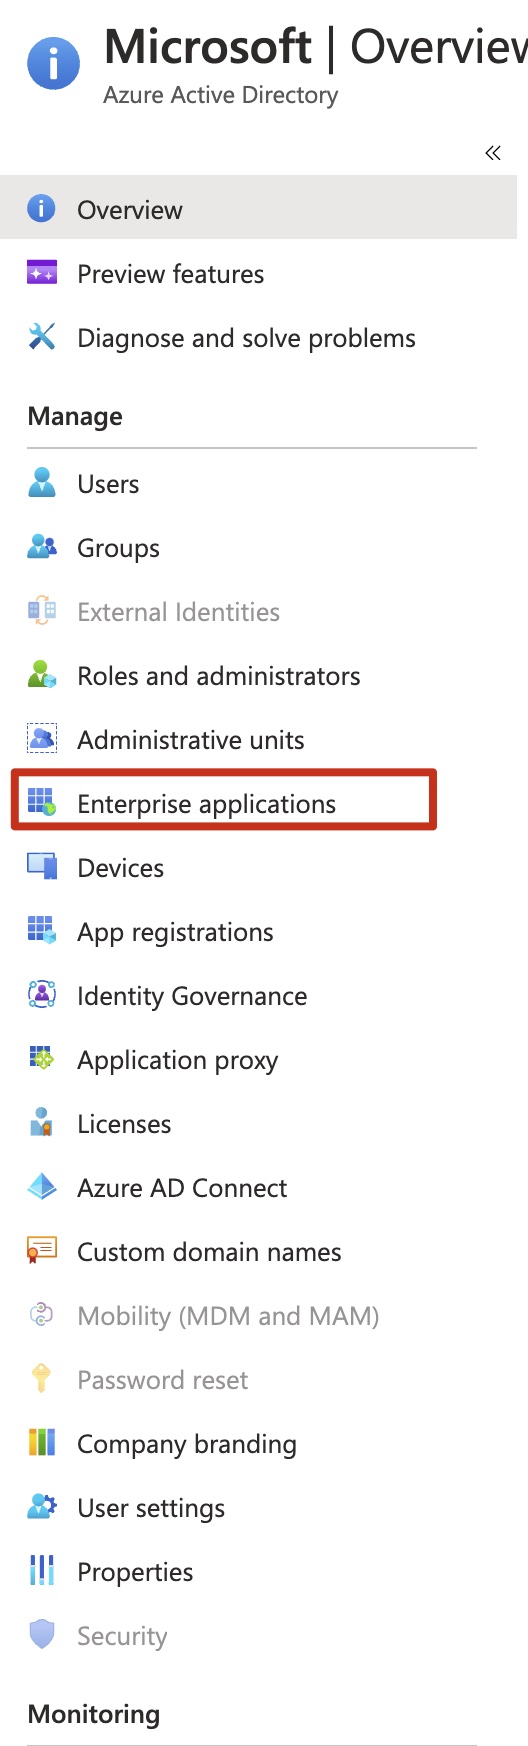 Microsoft | Overview
Azure Active Directory
Overview
Preview features
Diagnose and solve problems
Manage
Users
Groups
External Identities
Roles and administrators
Administrative units
Enterprise applications
Devices
App registrations
Identity Governance
Application proxy
Licenses
Azure AD Connect
Custom domain names
Mobility (MDM and MAM)
Password reset
Company branding
User settings
Properties
Security
Monitoring